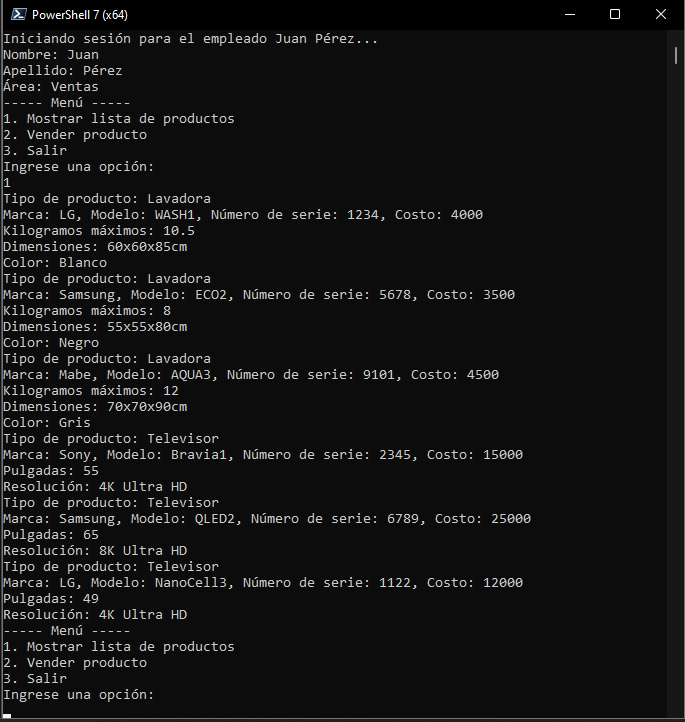 PowerShell 7 (x64)
Iniciando sesión para el empleado Juan Pérez...
Nombre: Juan
Apellido: Pérez
Área: Ventas
----- Menú -----
1. Mostrar lista de productos
2. Vender producto
3. Salir
Ingrese una opción:
1
Tipo de producto: Lavadora
Marca: LG, Modelo: WASH1, Número de serie: 1234, Costo: 4000
Kilogramos máximos: 10.5
Dimensiones: 60x60x85cm
Color: Blanco
Tipo de producto: Lavadora
Marca: Samsung, Modelo: ECO2, Número de serie: 5678, Costo: 3500
Kilogramos máximos: 8
Dimensiones: 55x55x80cm
Color: Negro
Tipo de producto: Lavadora
Marca: Mabe, Modelo: AQUA3, Número de serie: 9101, Costo: 4500
Kilogramos máximos: 12
Dimensiones: 70x70x90cm
Color: Gris
Tipo de producto: Televisor
Marca: Sony, Modelo: Bravia1, Número de serie: 2345, Costo: 15000
Pulgadas: 55
Resolución: 4K Ultra HD
Tipo de producto: Televisor
Marca: Samsung, Modelo: QLED2, Número de serie: 6789, Costo: 25000
Pulgadas: 65
Resolución: 8K Ultra HD
Tipo de producto: Televisor
Marca: LG, Modelo: NanoCell3, Número de serie: 1122, Costo: 12000
Pulgadas: 49
Resolución: 4K Ultra HD
----- Menú -----
1. Mostrar lista de productos
2. Vender producto
3. Salir
Ingrese una opción: